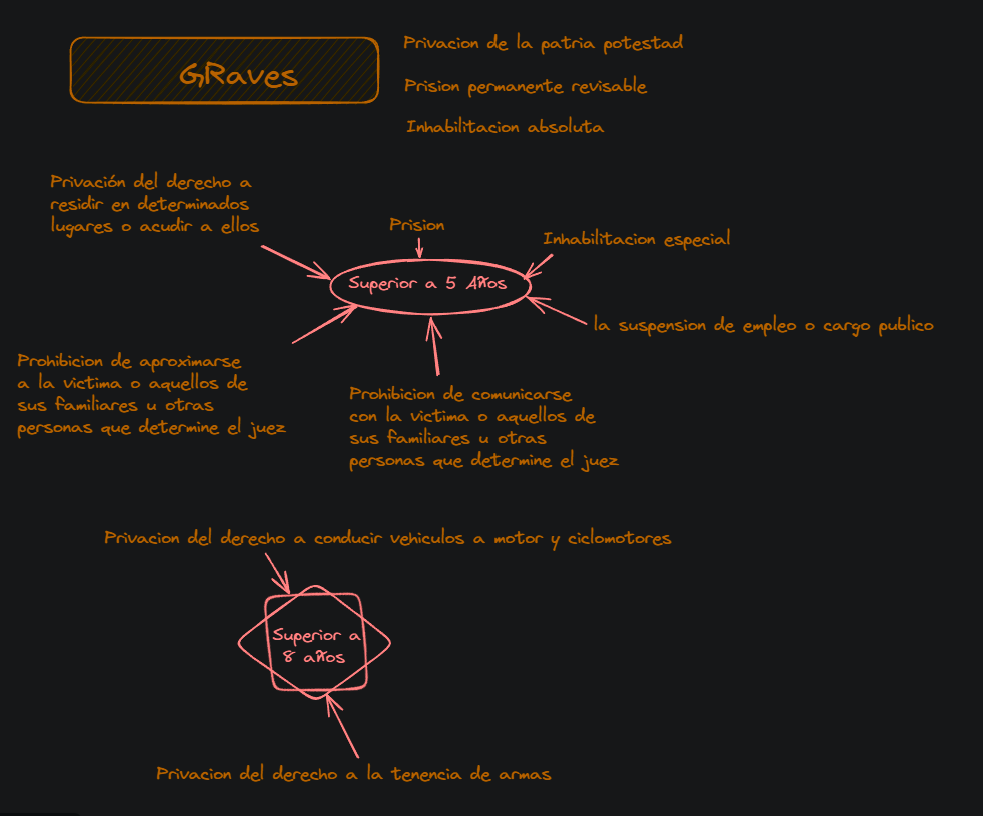 GRaves
Privacion de la patria potestad
Prision permanente revisable
Inhabilitacion absoluta
Privación del derecho a
residir en determinados
lugares o acudir a ellos
Prision
Inhabilitacion especial
Superior a 5 Años
la suspension de empleo o cargo publico
Prohibicion de aproximarse
a la victima o aquellos de
sus familiares u otras
personas que determine el juez
Prohibicion de comunicarse
con la victima o aquellos de
sus familiares u otras
personas que determine el juez
Privacion del derecho a conducir vehiculos a motor y ciclomotores
Superior a
8 años
Privacion del derecho a la tenencia de armas